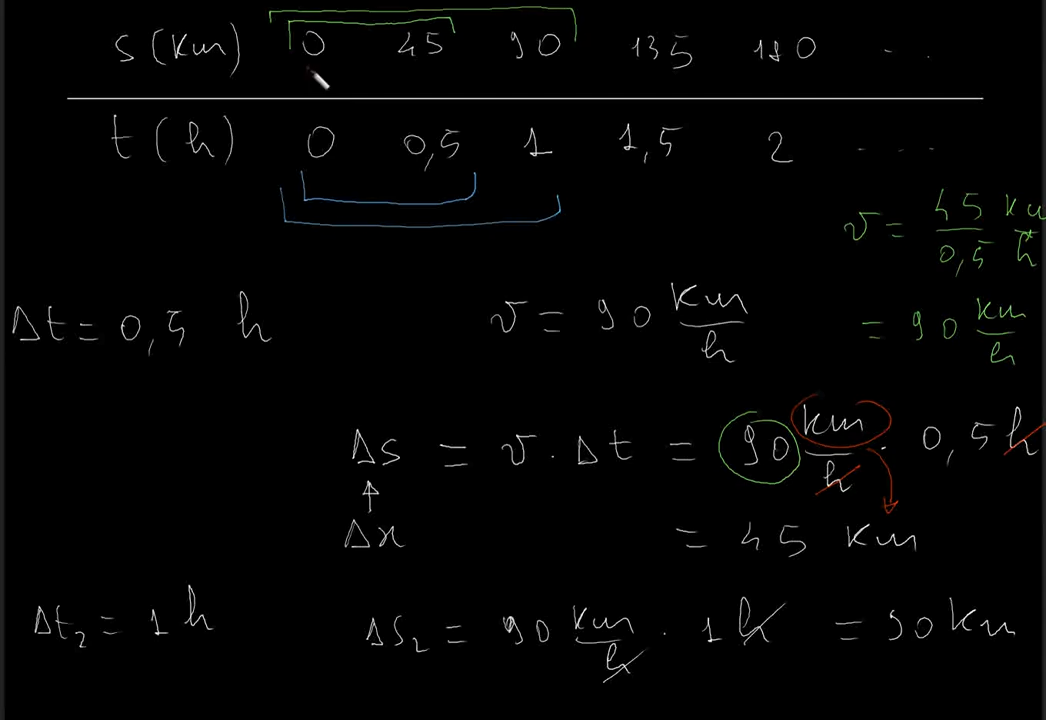 s (km) 0 45 90 135 180 ...
t (h) 0 0,5 1 1,5 2 ....
v = 45 km / 0,5 h
Δt = 0,5 h v = 90 km/h = 90 km/h
Δs = v · Δt = 90 km/h · 0,5 h
Δx = 45 km
Δt₂ = 1 h Δs₂ = 90 km/h · 1 h = 90 km